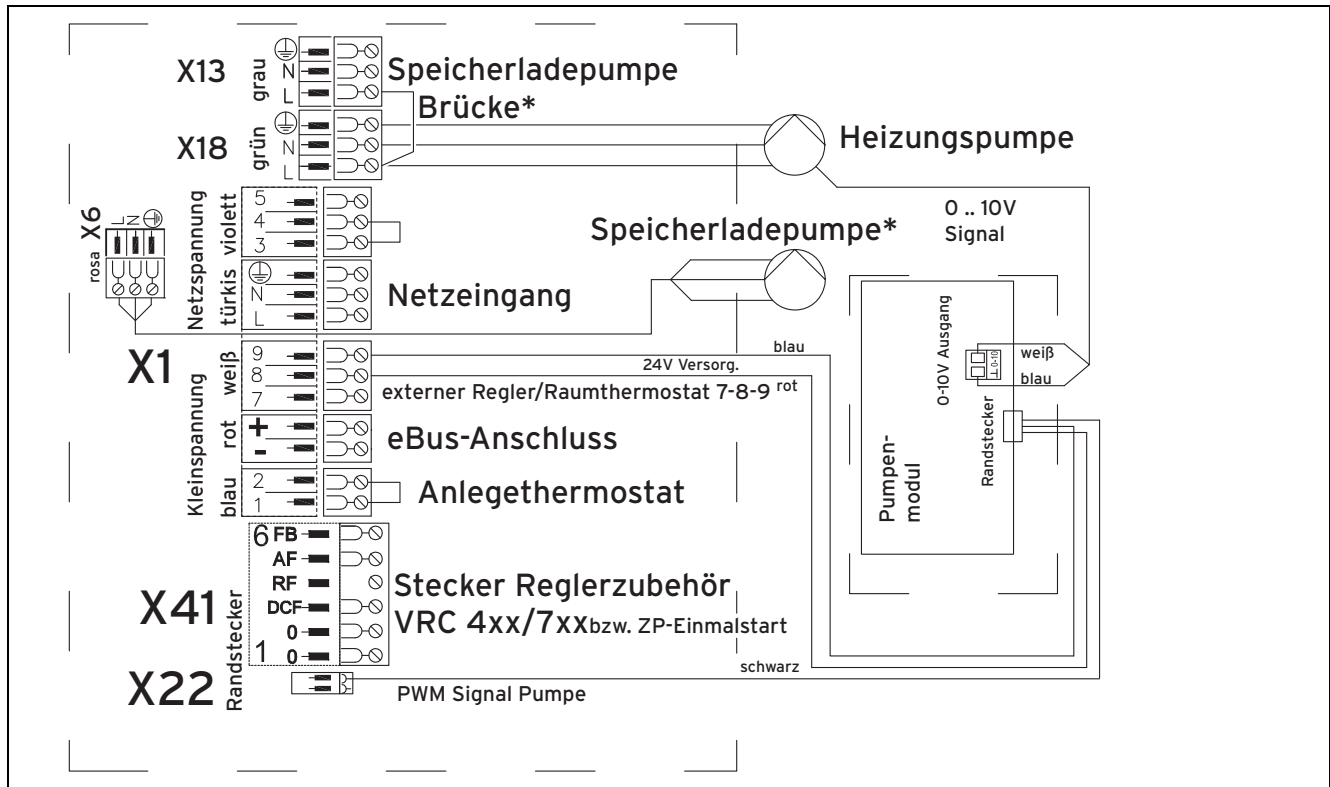 X13
grau
N
L
Speicherladepumpe
Brücke*
X18
grün
N
L
Heizungspumpe
X6
rosa
L
N
Netzspannung
violett
5
4
3
Speicherladepumpe*
0 .. 10V
Signal
türkis
N
L
Netzeingang
X1
Kleinspannung
weiß
9
8
7
blau
24V Versorg.
externer Regler/Raumthermostat 7-8-9 rot
rot
+
-
eBus-Anschluss
blau
2
1
Anlegethermostat
0-10V Ausgang
0-10
weiß
blau
Randstecker
Pumpen-
modul
X41
Randstecker
6 FB
AF
RF
DCF
0
1 0
Stecker Reglerzubehör
VRC 4xx/7xx bzw. ZP-Einmalstart
schwarz
X22
PWM Signal Pumpe